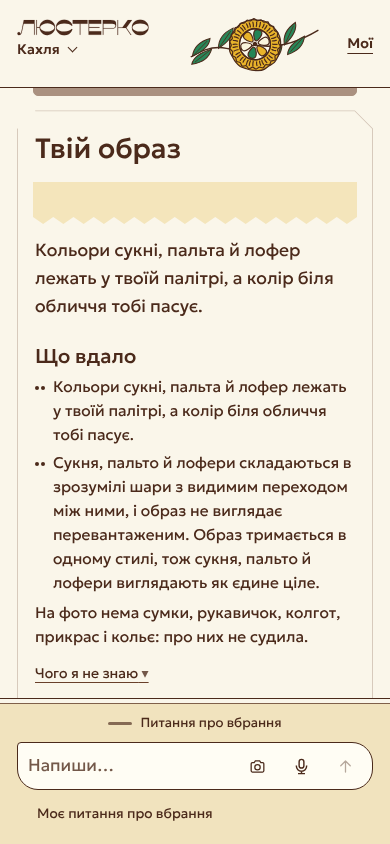 ЛЮСТЕРКО
Кахля
Мої
Твій образ
Кольори сукні, пальта й лофер
лежать у твоїй палітрі, а колір біля
обличчя тобі пасує.
Що вдало
•• Кольори сукні, пальта й лофер лежать
у твоїй палітрі, а колір біля обличчя
тобі пасує.
•• Сукня, пальто й лофери складаються в
зрозумілі шари з видимим переходом
між ними, і образ не виглядає
перевантаженим. Образ тримається в
одному стилі, тож сукня, пальто й
лофери виглядають як єдине ціле.
На фото нема сумки, рукавичок, колгот,
прикрас і кольє: про них не судила.
Чого я не знаю ▾
Питання про вбрання
Напиши...
Моє питання про вбрання